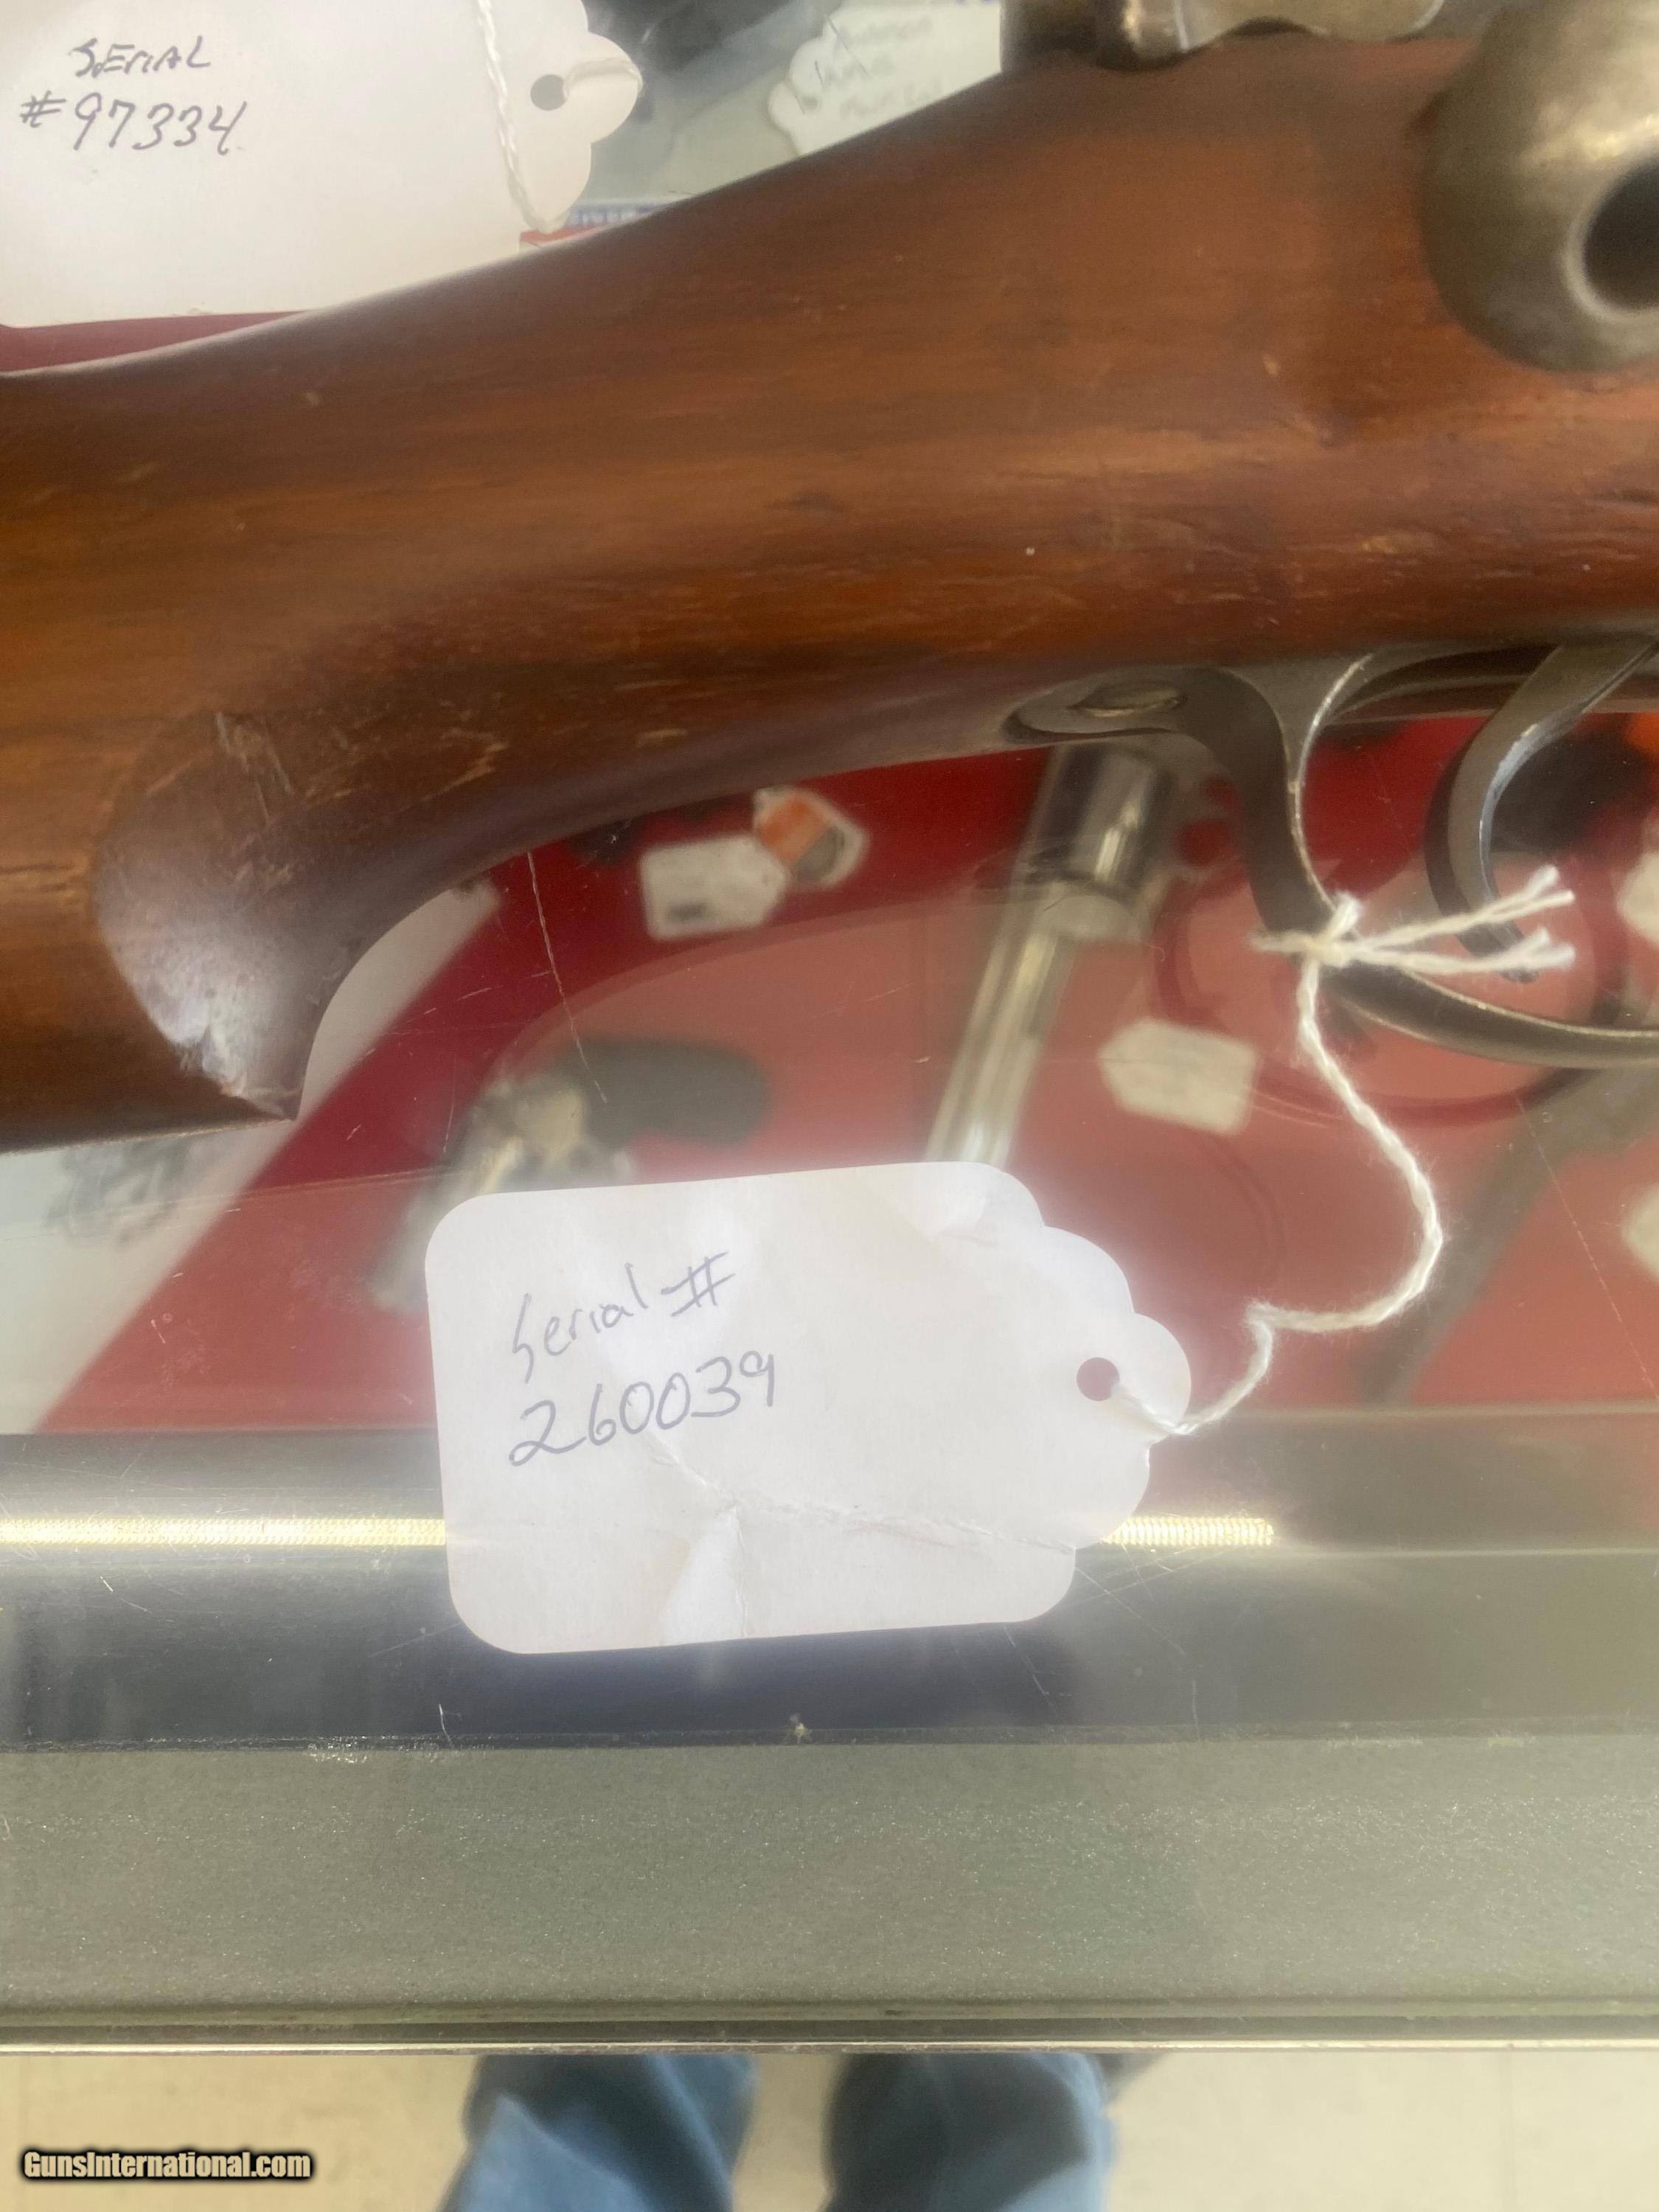 SERIAL
#97334
Serial #
260039
GunsInternational.com